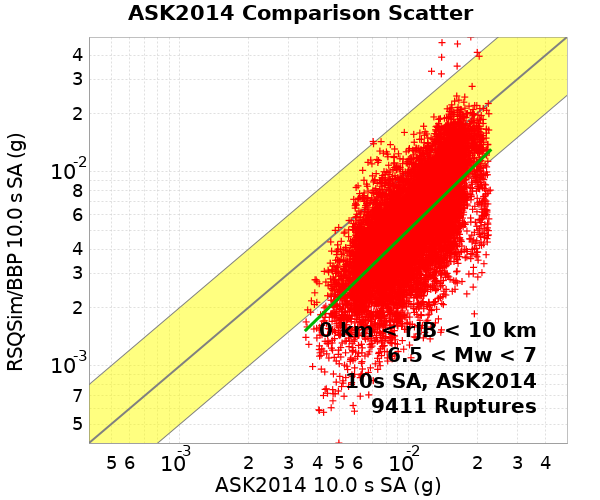 ASK2014 Comparison Scatter
RSQSim/BBP 10.0 s SA (g)
4
3
2
10-2
8
6
4
3
2
10-3
7
5
0 km < rJB < 10 km
6.5 < Mw < 7
10s SA, ASK2014
9411 Ruptures
5 6 10-3 2 3 4 5 6 10-2 2 3 4
ASK2014 10.0 s SA (g)